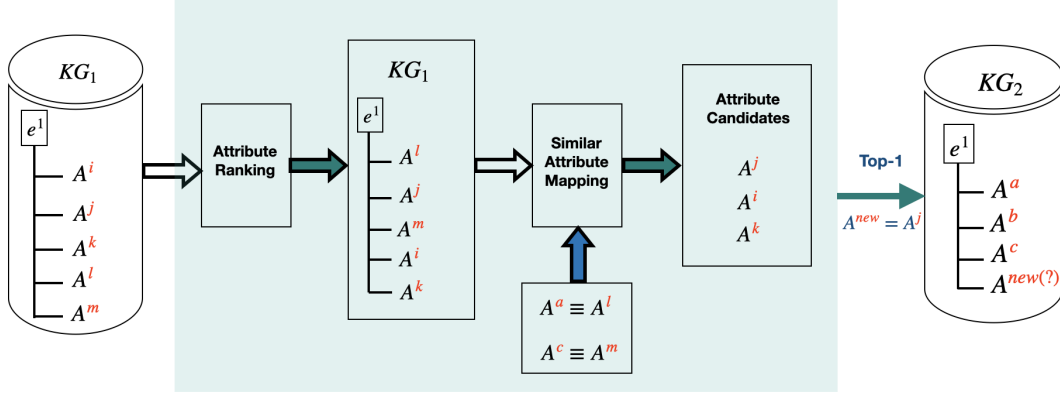 KG₁
e¹
Aⁱ
Aʲ
Aᵏ
Aˡ
Aᵐ
Attribute
Ranking
KG₁
e¹
Aˡ
Aʲ
Aᵐ
Aⁱ
Aᵏ
Similar
Attribute
Mapping
Aᵃ ≡ Aˡ
Aᶜ ≡ Aᵐ
Attribute
Candidates
Aʲ
Aⁱ
Aᵏ
Top-1
Aⁿᵉʷ = Aʲ
KG₂
e¹
Aᵃ
Aᵇ
Aᶜ
Aⁿᵉʷ⁽?⁾